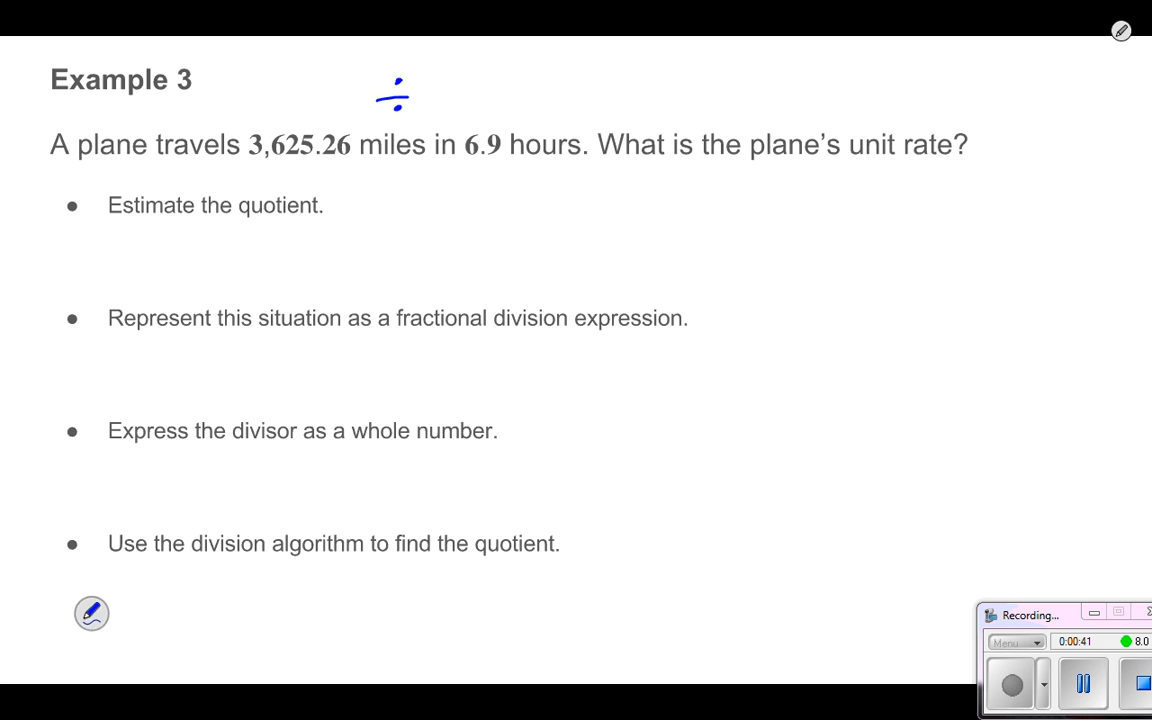 Example 3
÷
A plane travels 3,625.26 miles in 6.9 hours. What is the plane’s unit rate?
● Estimate the quotient.
● Represent this situation as a fractional division expression.
● Express the divisor as a whole number.
● Use the division algorithm to find the quotient.
Recording...
Menu 0:00:41 8.0